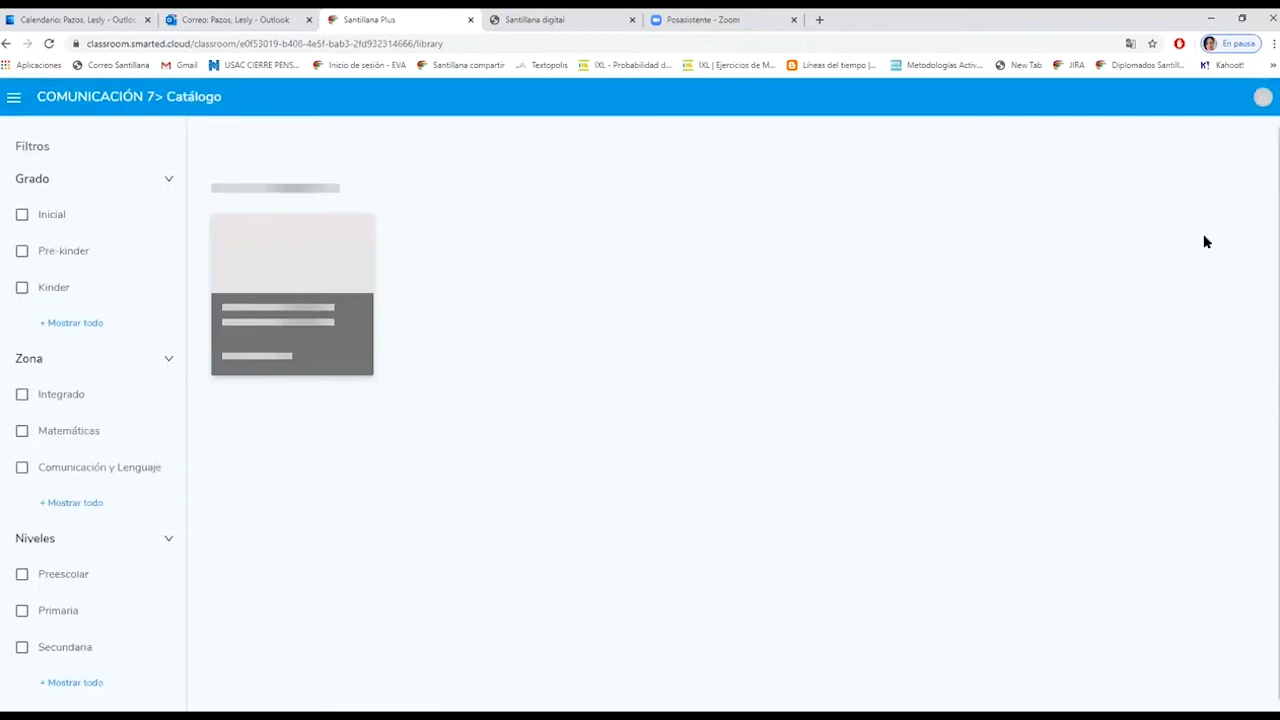 Calendario: Pazos, Lesly - Outloo
Correo: Pazos, Lesly - Outlook
Santillana Plus
Santillana digital
Posasistente - Zoom
classroom.smarted.cloud/classroom/e0f53019-b408-4e5f-bab3-2fd932314666/library
En pausa
Aplicaciones
Correo Santillana
Gmail
USAC CIERRE PENS...
Inicio de sesión - EVA
Santillana compartir
Textopolis
IXL - Probabilidad d...
IXL | Ejercicios de M...
Líneas del tiempo |...
Metodologías Activ...
New Tab
JIRA
Diplomados Santill...
Kahoot!
COMUNICACIÓN 7> Catálogo
Filtros
Grado
Inicial
Pre-kinder
Kinder
+ Mostrar todo
Zona
Integrado
Matemáticas
Comunicación y Lenguaje
+ Mostrar todo
Niveles
Preescolar
Primaria
Secundaria
+ Mostrar todo